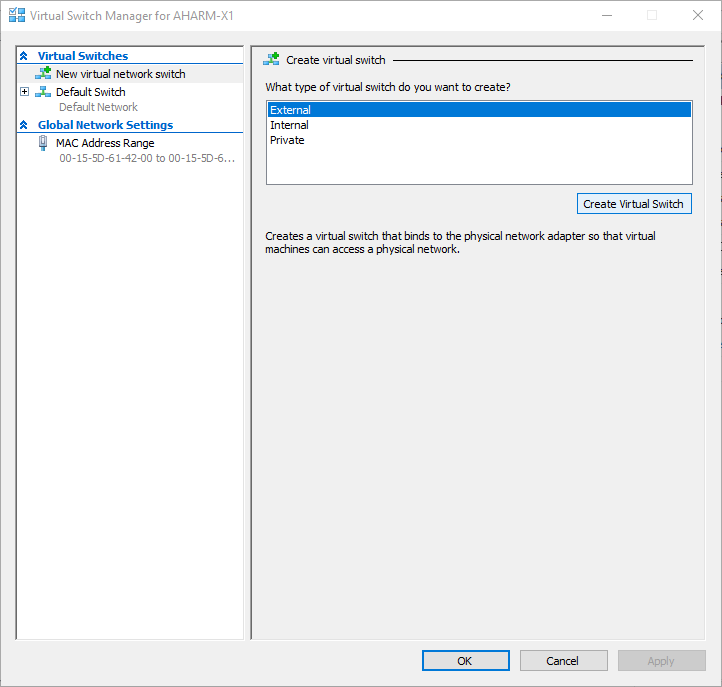 Virtual Switch Manager for AHARM-X1
Virtual Switches
New virtual network switch
Default Switch
Default Network
Global Network Settings
MAC Address Range
00-15-5D-61-42-00 to 00-15-5D-6...
Create virtual switch
What type of virtual switch do you want to create?
External
Internal
Private
Create Virtual Switch
Creates a virtual switch that binds to the physical network adapter so that virtual
machines can access a physical network.
OK
Cancel
Apply